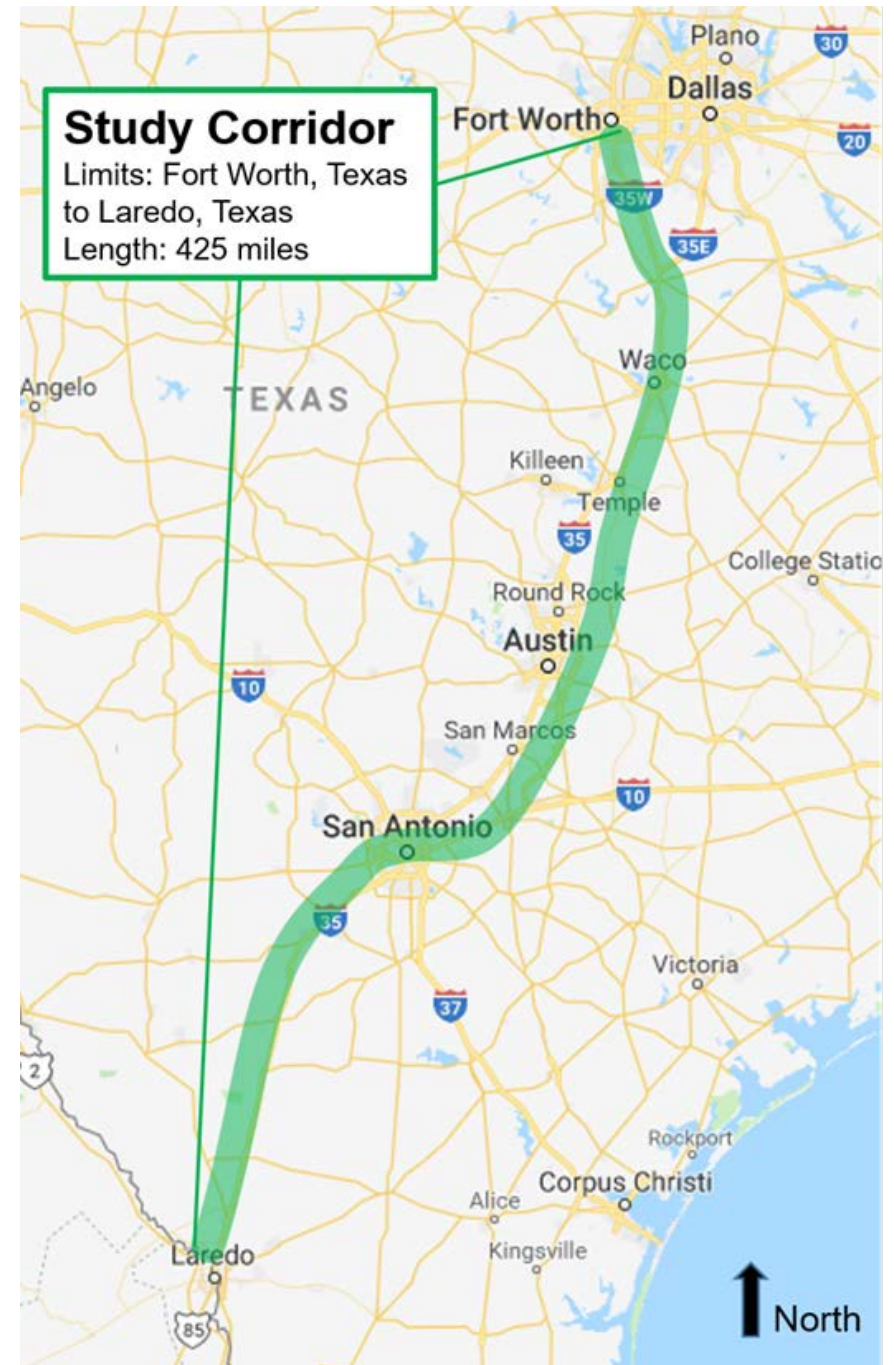 Plano
30
Dallas
Study Corridor
Limits: Fort Worth, Texas
to Laredo, Texas
Length: 425 miles
Fort Worth
20
35W
35E
Waco
Angelo
TEXAS
Killeen
Temple
35
College Statio
Round Rock
Austin
10
San Marcos
10
San Antonio
35
Victoria
37
2
Rockport
Corpus Christi
Alice
Kingsville
Laredo
85
North